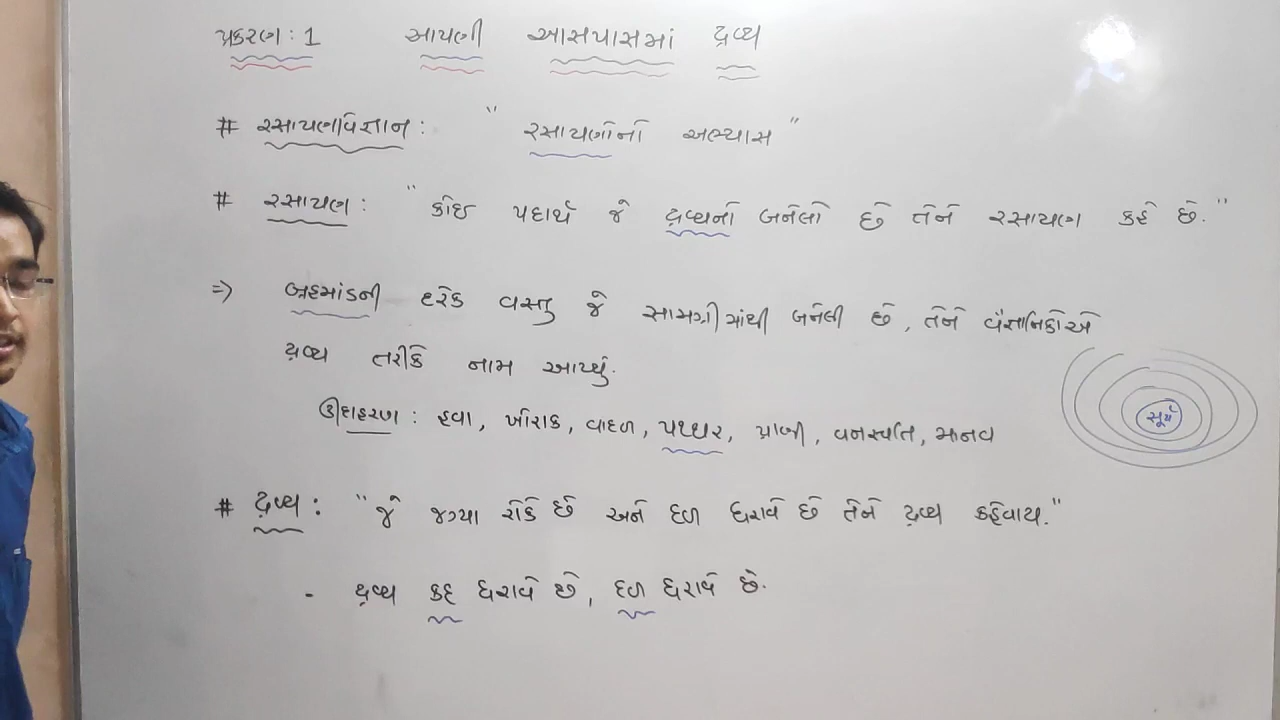 પ્રકરણ : 1 આપણી આસપાસમાં દ્રવ્ય
# રસાયણવિજ્ઞાન : " રસાયણોનો અભ્યાસ "
# રસાયણ : " કોઈ પદાર્થ જે દ્રવ્યનો બનેલો છે તેને રસાયણ કહે છે. "
⇒ બ્રહ્માંડની દરેક વસ્તુ જે સામગ્રીમાંથી બનેલી છે, તેને વૈજ્ઞાનિકોએ
દ્રવ્ય તરીકે નામ આપ્યું.
ઉદાહરણ : હવા, ખોરાક, વાદળ, પથ્થર, પ્રાણી, વનસ્પતિ, માનવ
સૂર્ય
# દ્રવ્ય : " જે જગ્યા રોકે છે અને દળ ધરાવે છે તેને દ્રવ્ય કહેવાય. "
- દ્રવ્ય કદ ધરાવે છે, દળ ધરાવે છે.